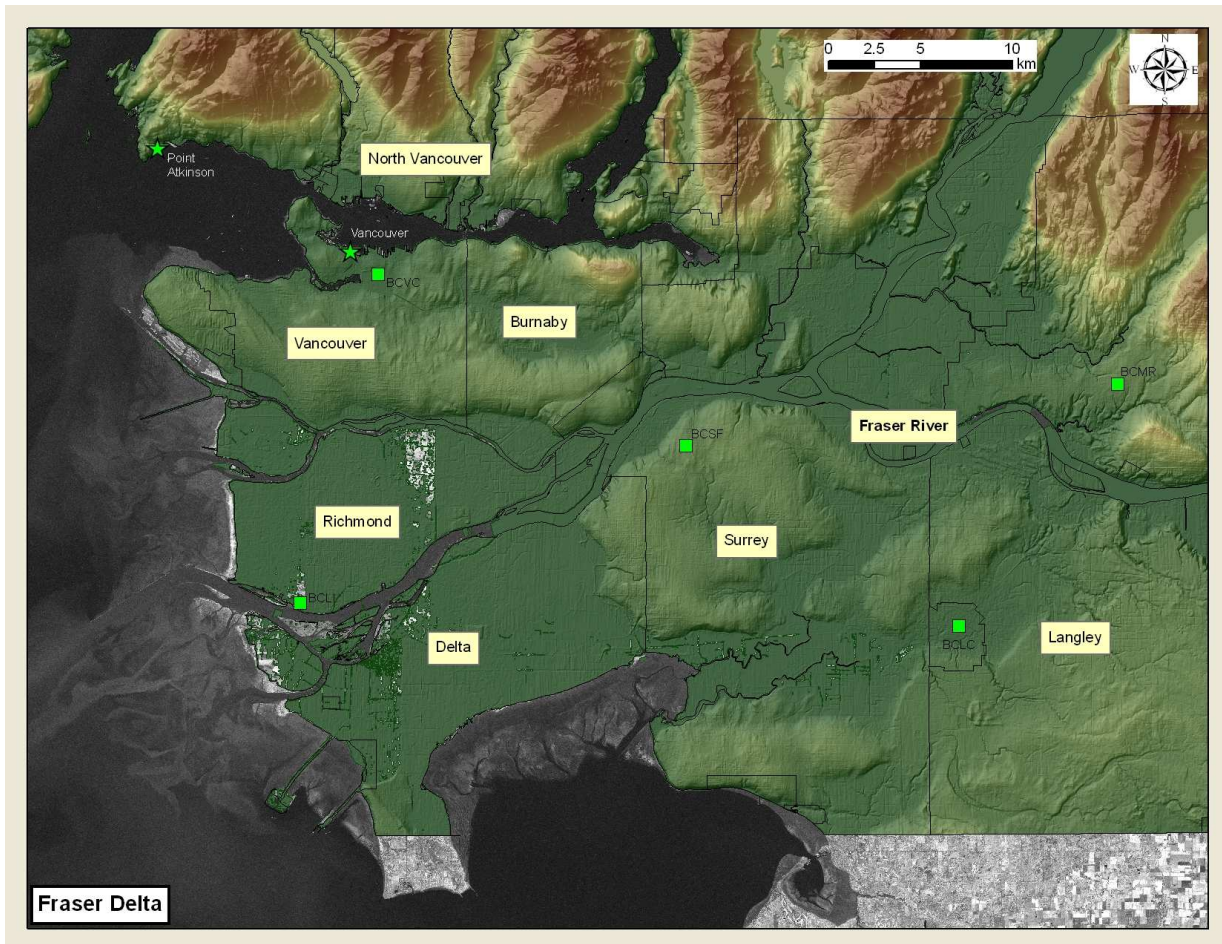 0 2.5 5 10
km
N
W E
S
Point
Atkinson
North Vancouver
Vancouver
BCVC
Burnaby
Vancouver
BCMR
Fraser River
BCSF
Richmond
Surrey
BCLI
Delta
Langley
BCLC
Fraser Delta